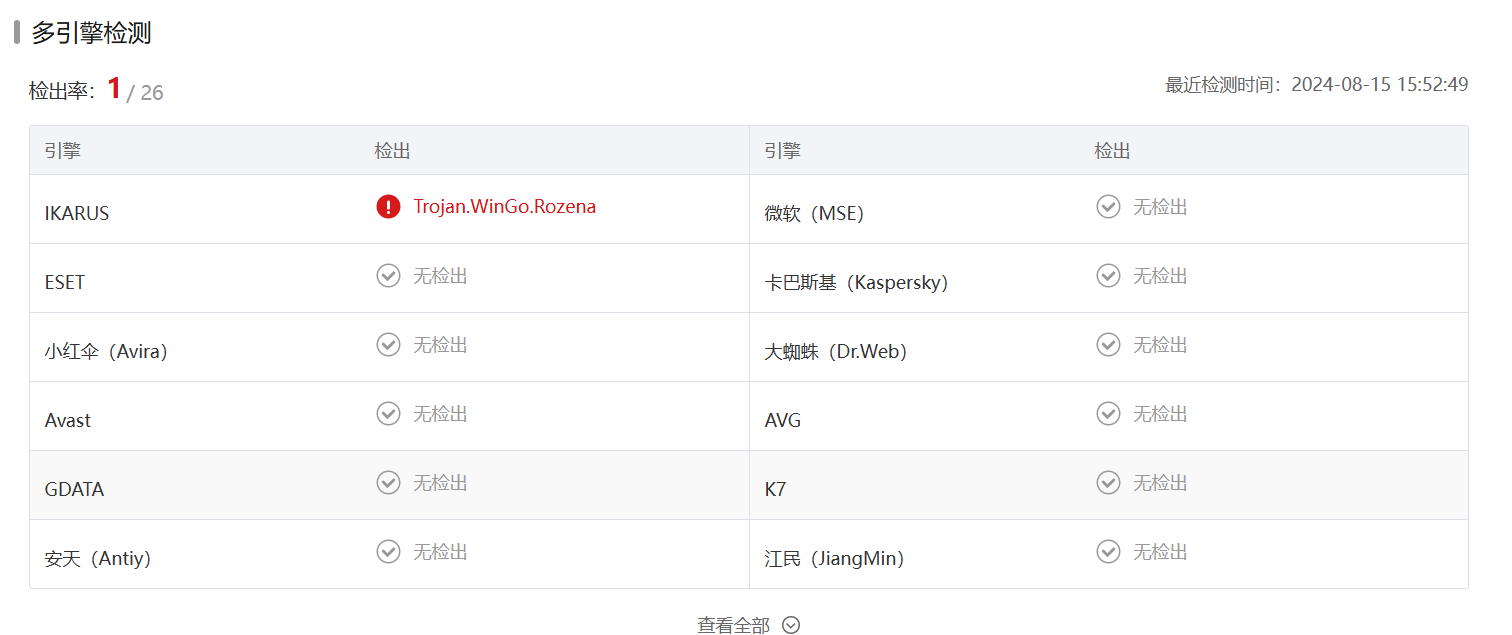 多引擎检测
检出率：1 / 26
最近检测时间：2024-08-15 15:52:49
引擎 检出 引擎 检出
IKARUS Trojan.WinGo.Rozena 微软（MSE） 无检出
ESET 无检出 卡巴斯基（Kaspersky） 无检出
小红伞（Avira） 无检出 大蜘蛛（Dr.Web） 无检出
Avast 无检出 AVG 无检出
GDATA 无检出 K7 无检出
安天（Antiy） 无检出 江民（JiangMin） 无检出
查看全部